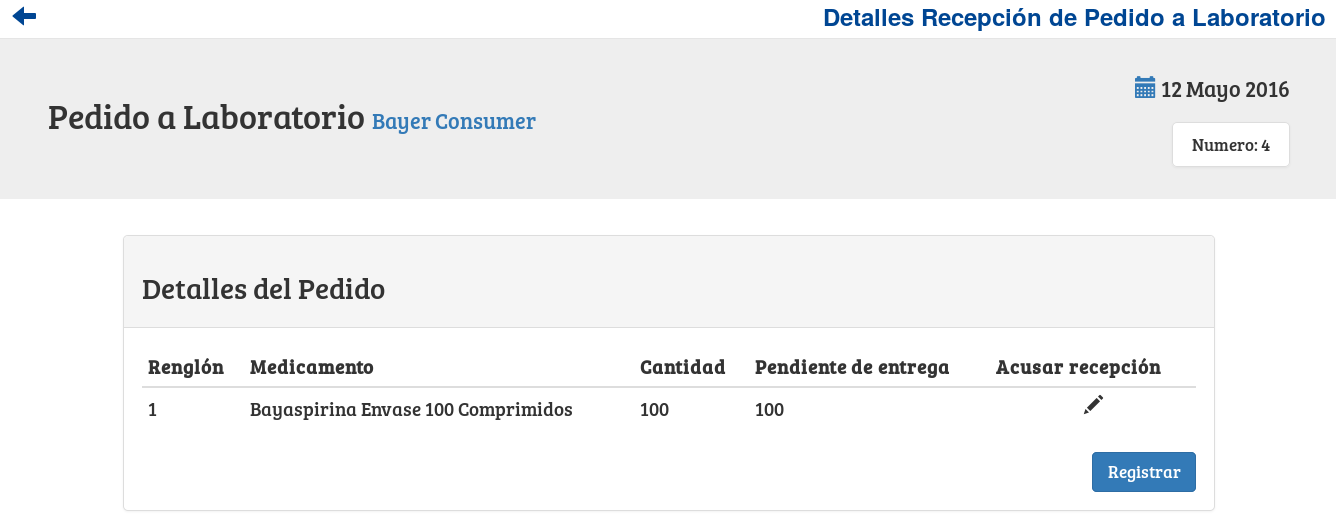 Detalles Recepción de Pedido a Laboratorio
12 Mayo 2016
Pedido a Laboratorio Bayer Consumer
Numero: 4
Detalles del Pedido
Renglón Medicamento Cantidad Pendiente de entrega Acusar recepción
1 Bayaspirina Envase 100 Comprimidos 100 100
Registrar